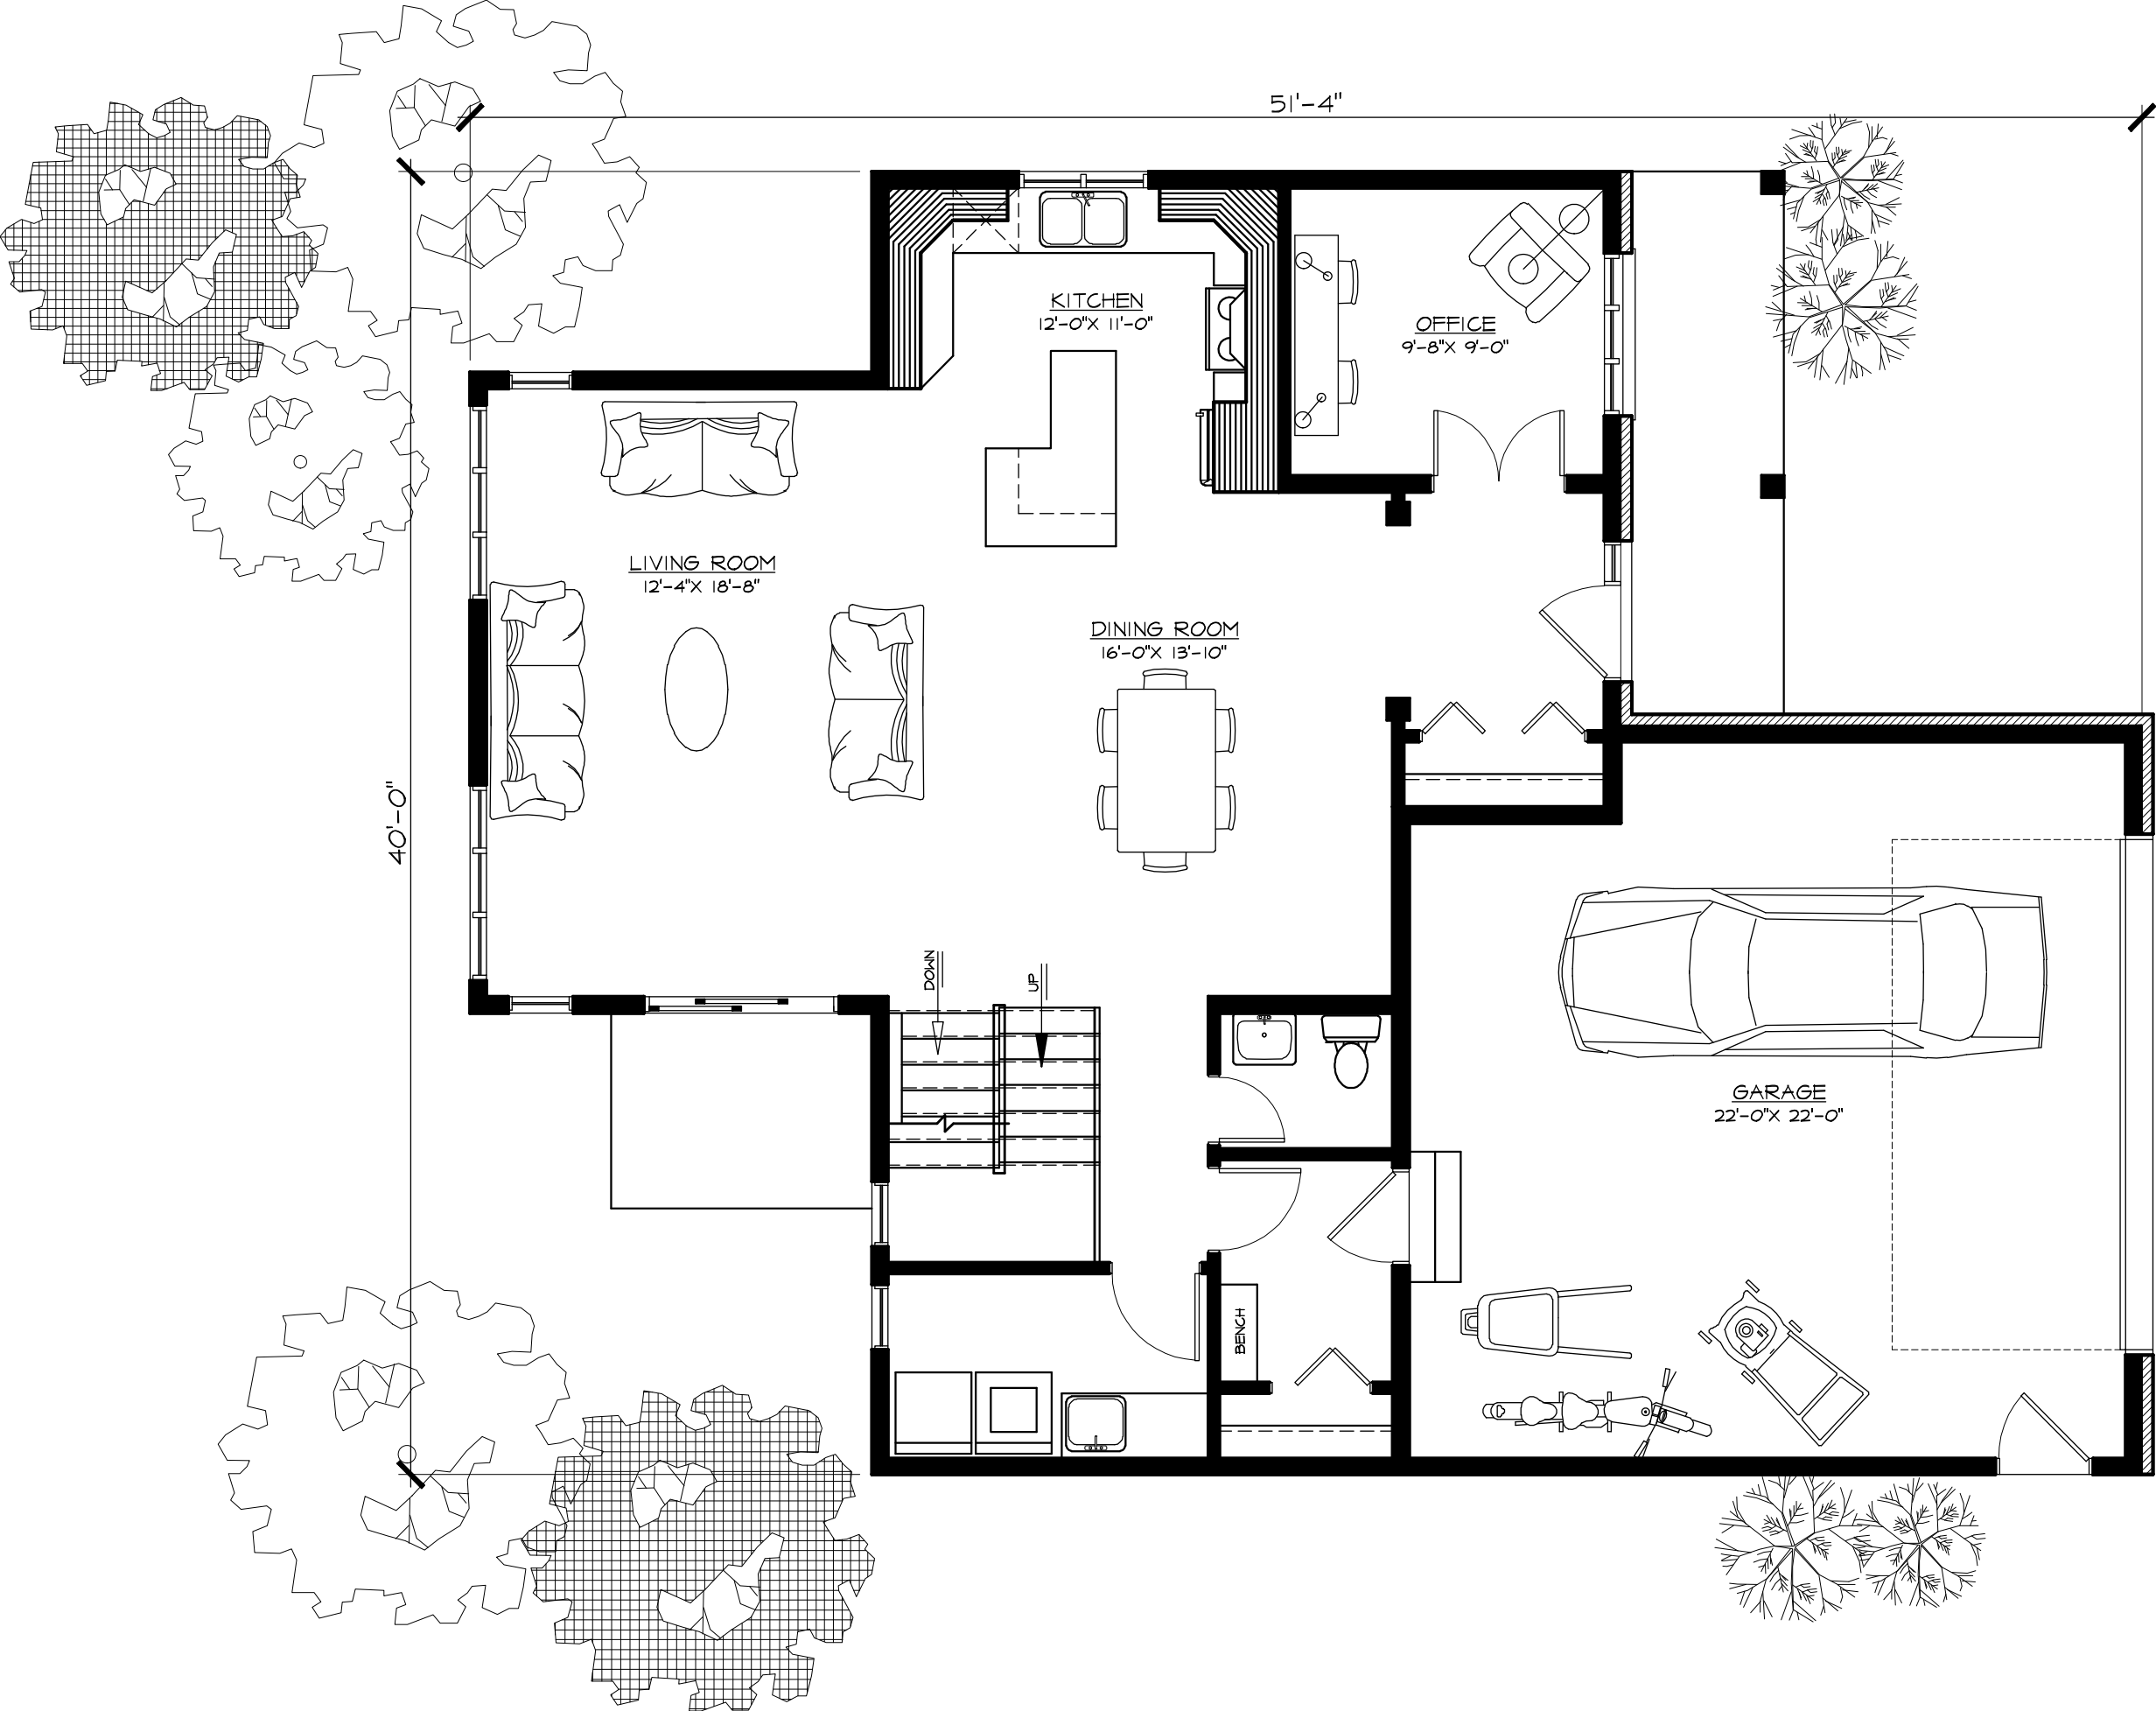 51'-4"
KITCHEN
12'-0"X 11'-0"
OFFICE
9'-8"X 9'-0"
LIVING ROOM
12'-4"X 18'-8"
DINING ROOM
16'-0"X 13'-10"
40'-0"
DOWN
UP
GARAGE
22'-0"X 22'-0"
BENCH